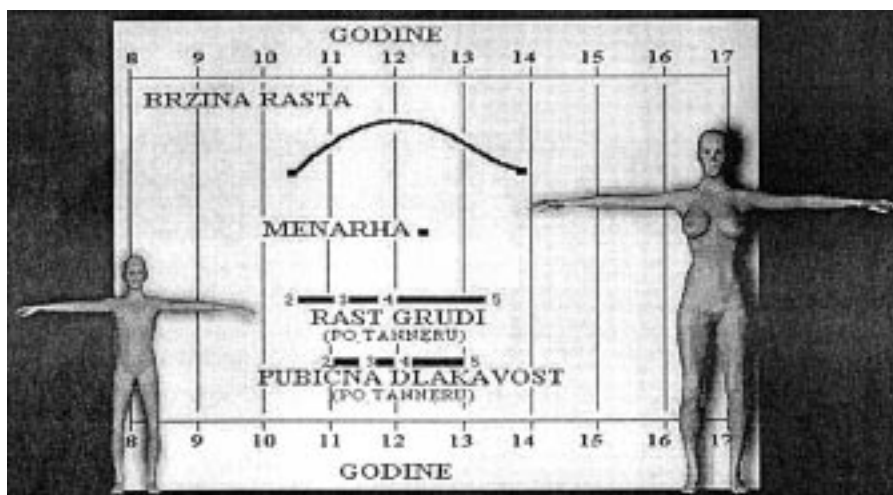 GODINE
8 9 10 11 12 13 14 15 16 17
BRZINA RASTA
MENARHA
2 3 4 5
RAST GRUDI
(PO TANNERU)
2 3 4 5
PUBIČNA DLAKAVOST
(PO TANNERU)
8 9 10 11 12 13 14 15 16 17
GODINE